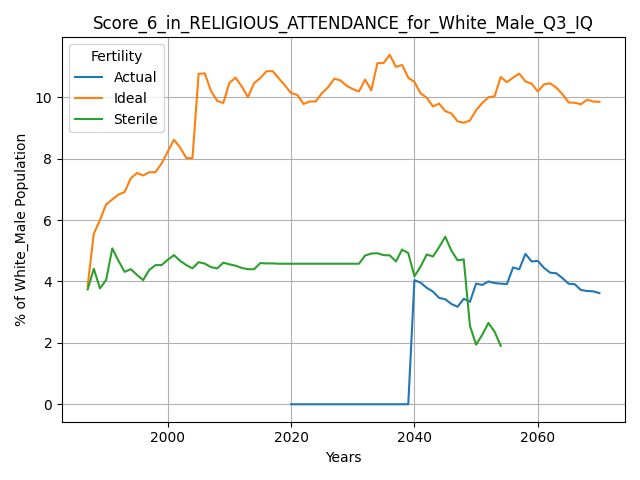 Score_6_in_RELIGIOUS_ATTENDANCE_for_White_Male_Q3_IQ
Fertility
Actual
Ideal
Sterile
% of White_Male Population
10
8
6
4
2
0
2000
2020
2040
2060
Years